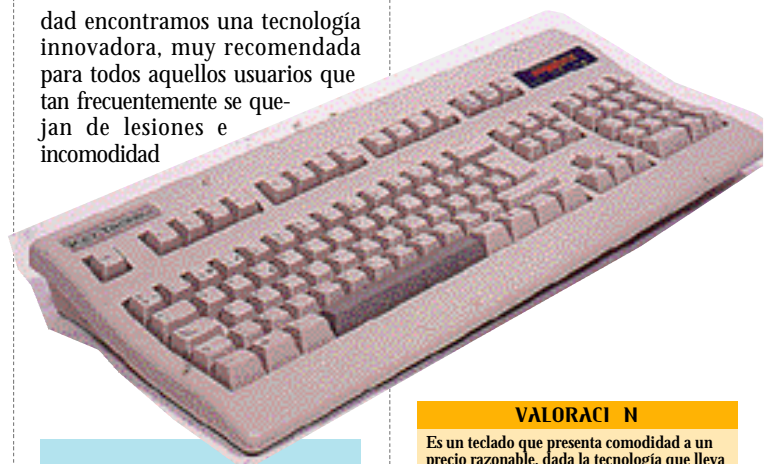 dad encontramos una tecnología
innovadora, muy recomendada
para todos aquellos usuarios que
tan frecuentemente se que-
jan de lesiones e
incomodidad
VALORACI N
Es un teclado que presenta comodidad a un
precio razonable, dada la tecnología que lleva